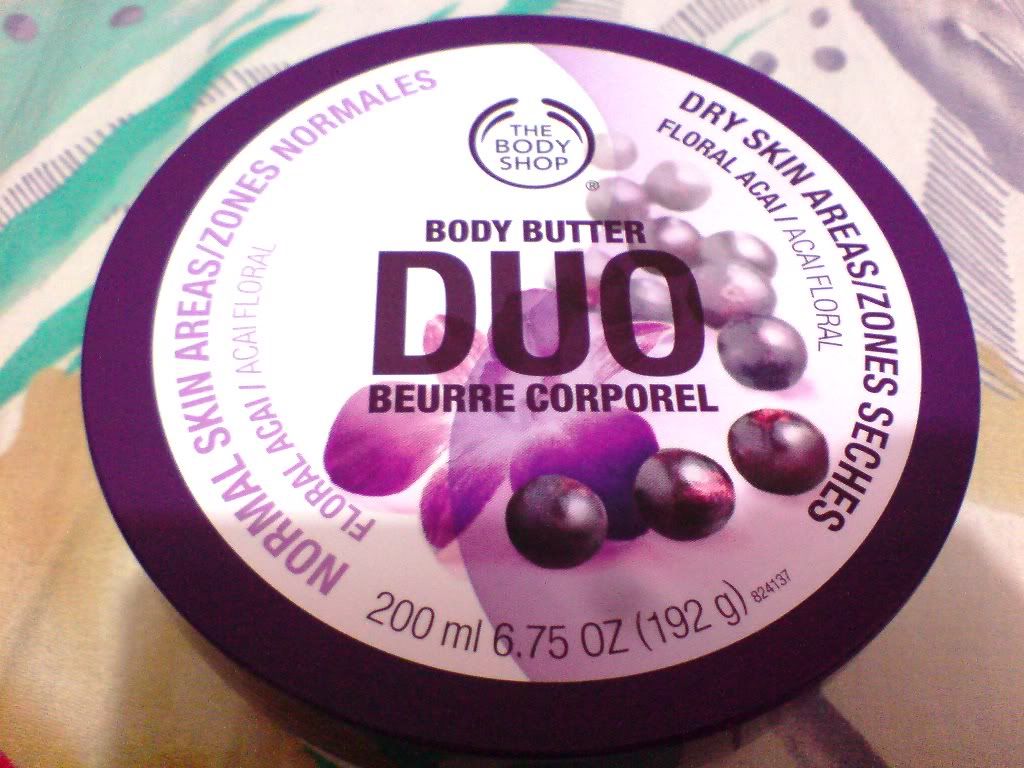 THE
BODY
SHOP
®
BODY BUTTER
DUO
BEURRE CORPOREL
NORMAL SKIN AREAS/ZONES NORMALES
FLORAL ACAI / ACAI FLORAL
DRY SKIN AREAS/ZONES SECHES
FLORAL ACAI / ACAI FLORAL
200 ml 6.75 OZ (192 g) 824137